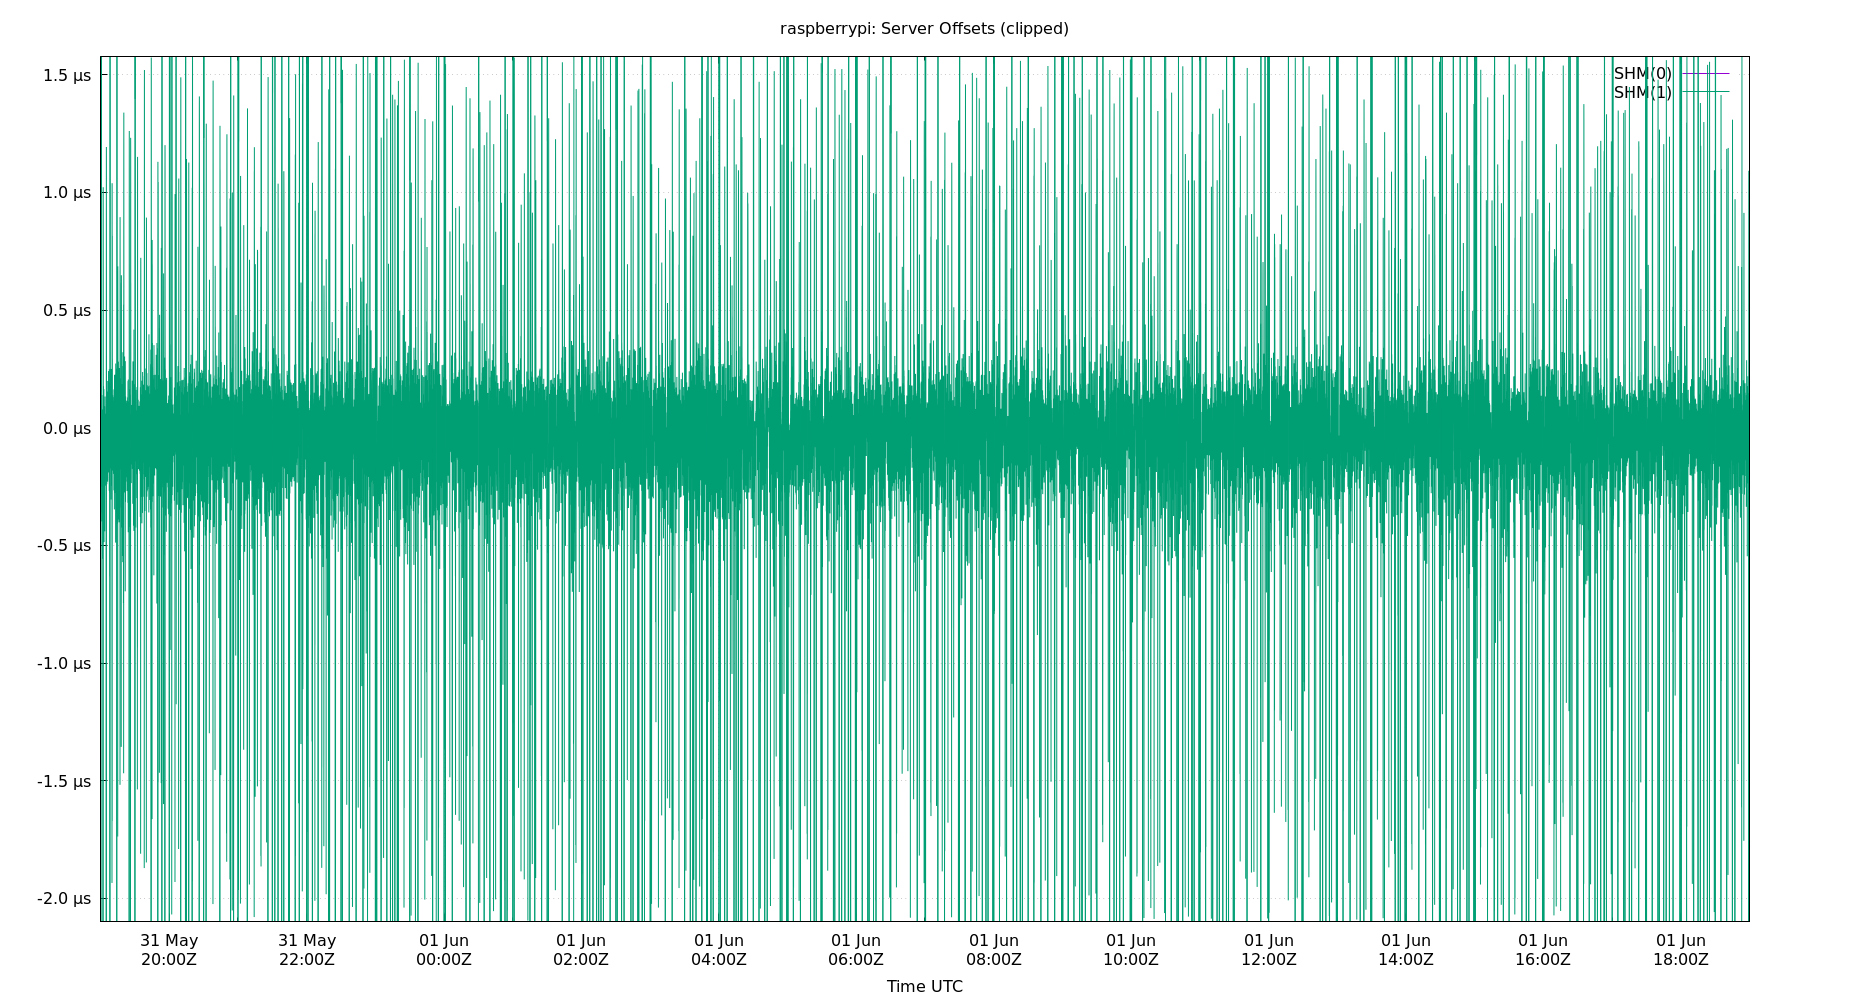 raspberrypi: Server Offsets (clipped)
1.5 µs
1.0 µs
0.5 µs
0.0 µs
-0.5 µs
-1.0 µs
-1.5 µs
-2.0 µs
SHM(0)
SHM(1)
31 May 31 May 01 Jun 01 Jun 01 Jun 01 Jun 01 Jun 01 Jun 01 Jun 01 Jun 01 Jun 01 Jun
20:00Z 22:00Z 00:00Z 02:00Z 04:00Z 06:00Z 08:00Z 10:00Z 12:00Z 14:00Z 16:00Z 18:00Z
Time UTC